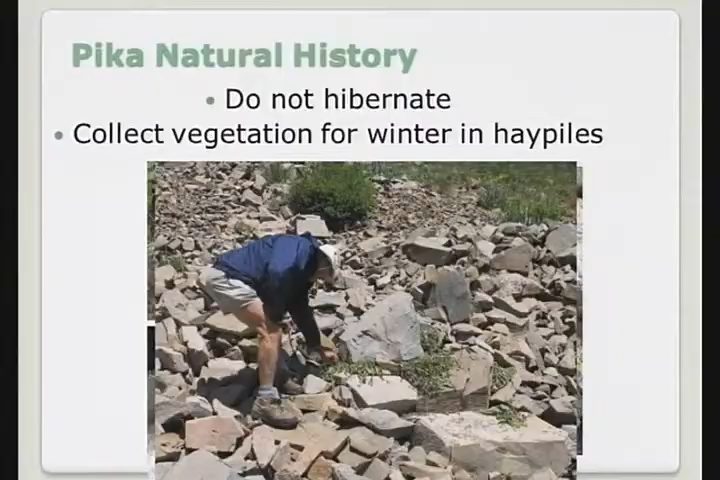 Pika Natural History
• Do not hibernate
• Collect vegetation for winter in haypiles